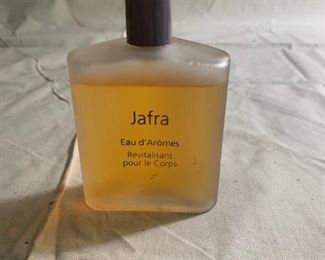 Jafra
Eau d'Arômes
Revitalisant
pour le Corps